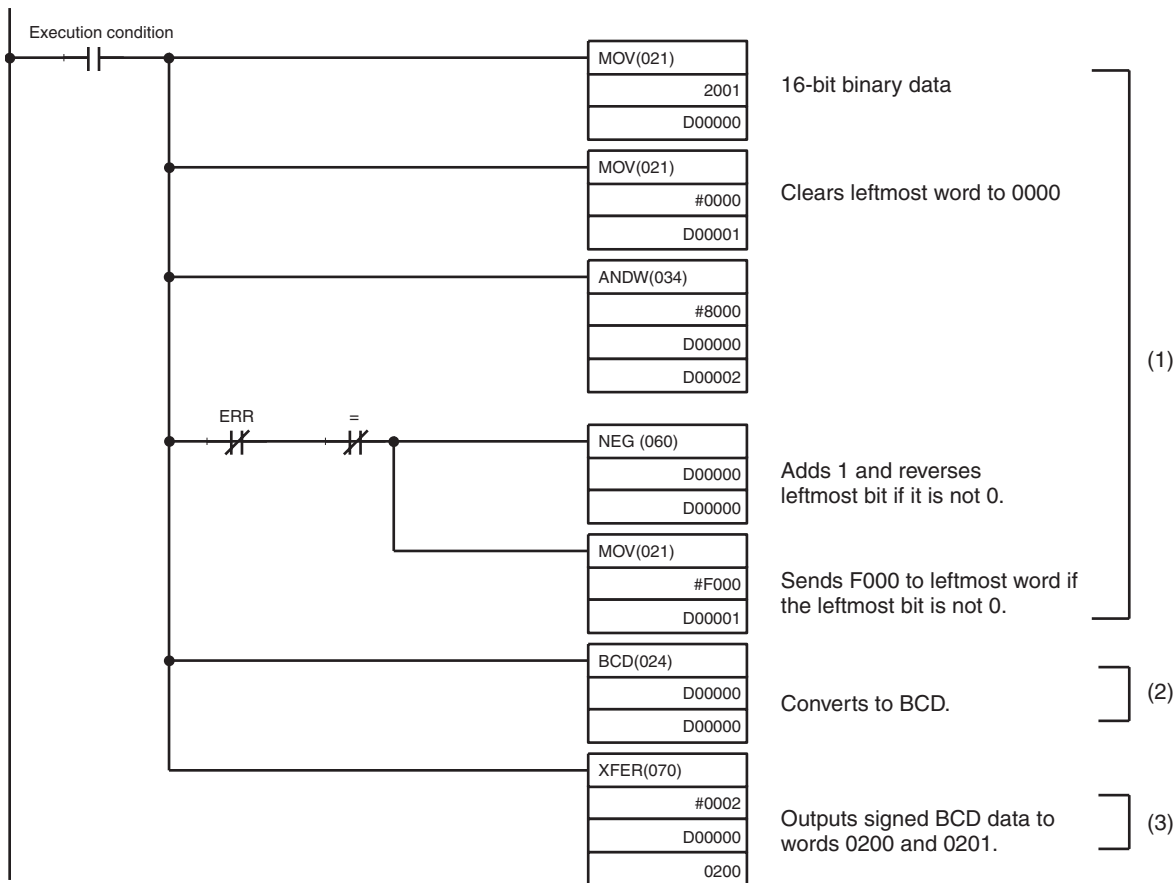 Execution condition
MOV(021)
2001
D00000
16-bit binary data
MOV(021)
#0000
D00001
Clears leftmost word to 0000
ANDW(034)
#8000
D00000
D00002
(1)
ERR
=
NEG (060)
D00000
D00000
Adds 1 and reverses
leftmost bit if it is not 0.
MOV(021)
#F000
D00001
Sends F000 to leftmost word if
the leftmost bit is not 0.
BCD(024)
D00000
D00000
Converts to BCD.
(2)
XFER(070)
#0002
D00000
0200
Outputs signed BCD data to
words 0200 and 0201.
(3)